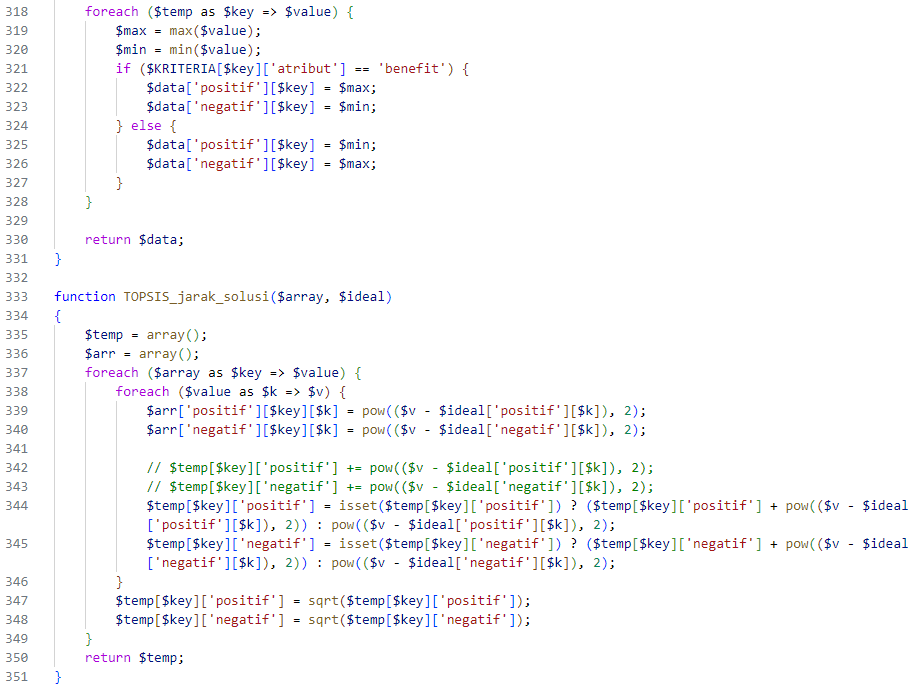 318 foreach ($temp as $key => $value) {
319 $max = max($value);
320 $min = min($value);
321 if ($KRITERIA[$key]['atribut'] == 'benefit') {
322 $data['positif'][$key] = $max;
323 $data['negatif'][$key] = $min;
324 } else {
325 $data['positif'][$key] = $min;
326 $data['negatif'][$key] = $max;
327 }
328 }
329
330 return $data;
331 }
332
333 function TOPSIS_jarak_solusi($array, $ideal)
334 {
335 $temp = array();
336 $arr = array();
337 foreach ($array as $key => $value) {
338 foreach ($value as $k => $v) {
339 $arr['positif'][$key][$k] = pow(($v - $ideal['positif'][$k]), 2);
340 $arr['negatif'][$key][$k] = pow(($v - $ideal['negatif'][$k]), 2);
341
342 // $temp[$key]['positif'] += pow(($v - $ideal['positif'][$k]), 2);
343 // $temp[$key]['negatif'] += pow(($v - $ideal['negatif'][$k]), 2);
344 $temp[$key]['positif'] = isset($temp[$key]['positif']) ? ($temp[$key]['positif'] + pow(($v - $ideal
['positif'][$k]), 2)) : pow(($v - $ideal['positif'][$k]), 2);
345 $temp[$key]['negatif'] = isset($temp[$key]['negatif']) ? ($temp[$key]['negatif'] + pow(($v - $ideal
['negatif'][$k]), 2)) : pow(($v - $ideal['negatif'][$k]), 2);
346 }
347 $temp[$key]['positif'] = sqrt($temp[$key]['positif']);
348 $temp[$key]['negatif'] = sqrt($temp[$key]['negatif']);
349 }
350 return $temp;
351 }